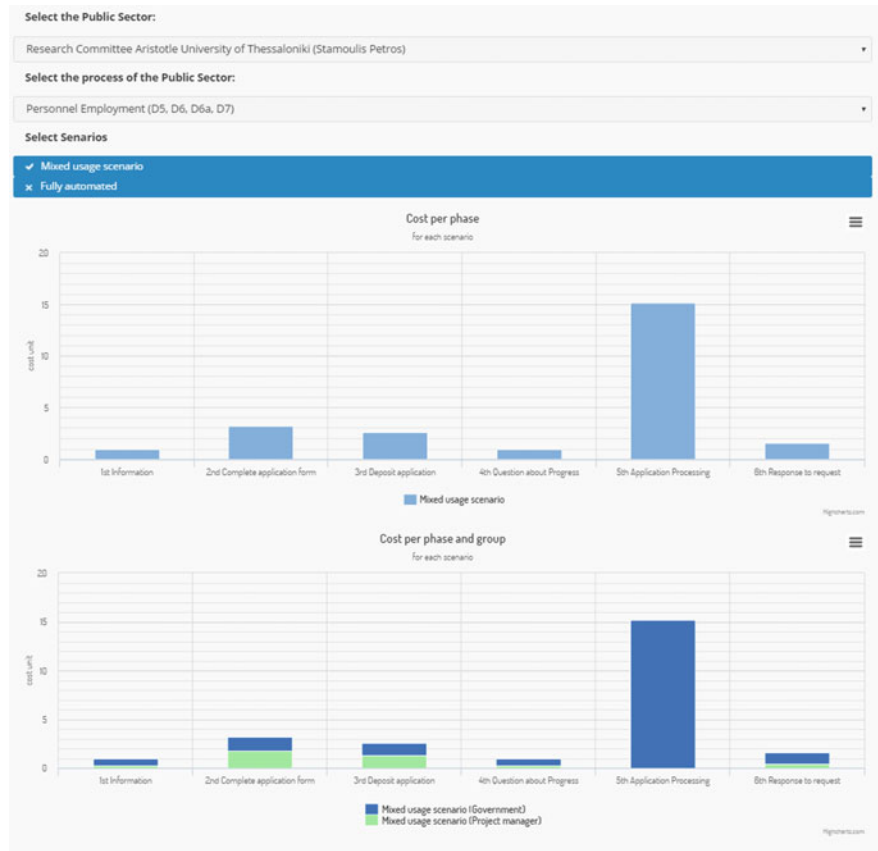 Select the Public Sector:
Research Committee Aristotle University of Thessaloniki (Stamoulis Petros)
Select the process of the Public Sector:
Personnel Employment (D5, D6, D6a, D7)
Select Senarios
Mixed usage scenario
Fully automated
Cost per phase
for each scenario
20
15
10
5
0
cost unit
1st Information 2nd Complete application form 3rd Deposit application 4th Question about Progress 5th Application Processing 6th Response to request
Mixed usage scenario
Highcharts.com
Cost per phase and group
for each scenario
20
15
10
5
0
cost unit
1st Information 2nd Complete application form 3rd Deposit application 4th Question about Progress 5th Application Processing 6th Response to request
Mixed usage scenario (Government)
Mixed usage scenario (Project manager)
Highcharts.com